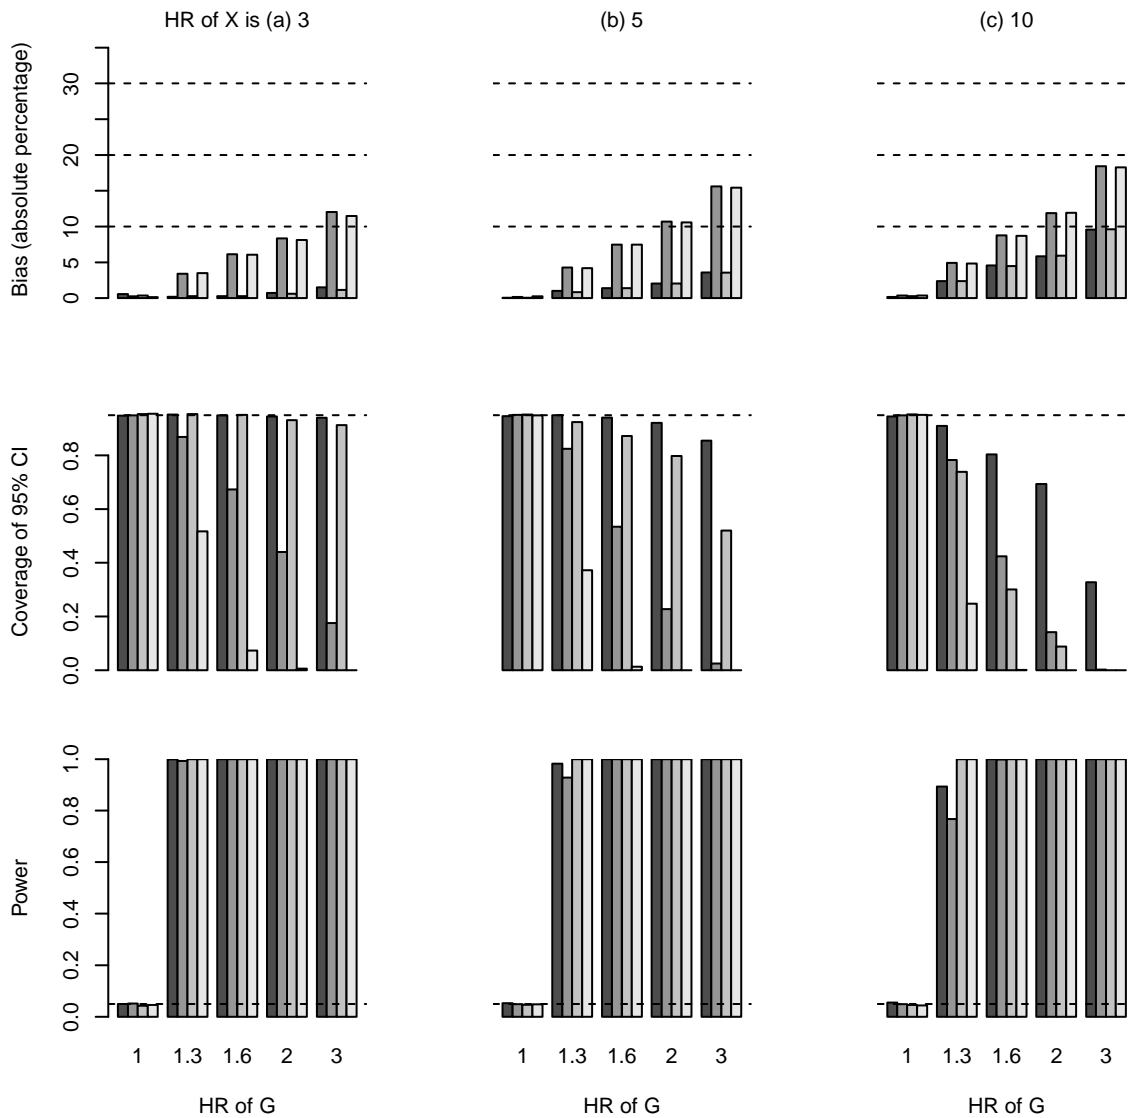 HR of X is (a) 3
(b) 5
(c) 10
Bias (absolute percentage)
30
20
10
5
0
Coverage of 95% CI
0.8
0.6
0.4
0.2
0.0
Power
1.0
0.8
0.6
0.4
0.2
0.0
1 1.3 1.6 2 3
1 1.3 1.6 2 3
1 1.3 1.6 2 3
HR of G
HR of G
HR of G